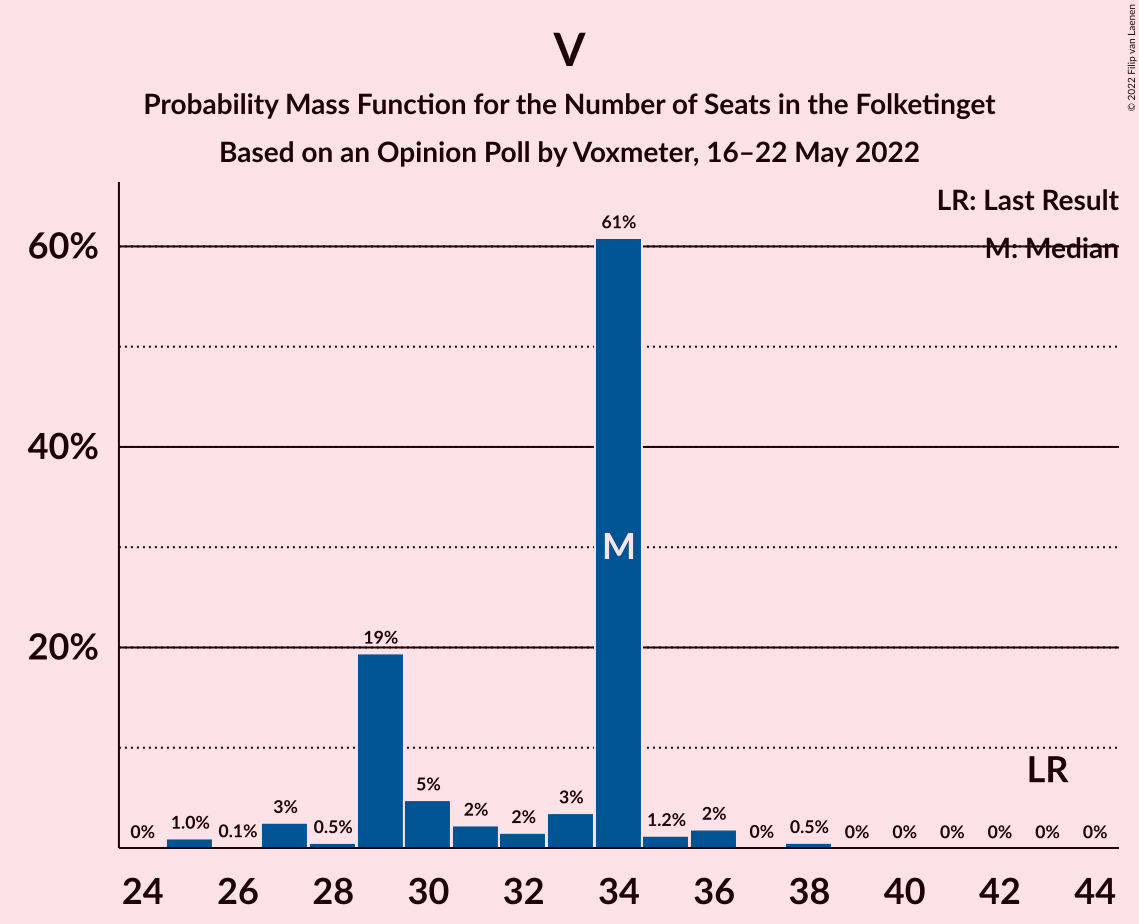 V
Probability Mass Function for the Number of Seats in the Folketinget
Based on an Opinion Poll by Voxmeter, 16–22 May 2022
© 2022 Filip van Laenen
LR: Last Result
M: Median
60%
40%
20%
0%
1.0%
0.1%
3%
0.5%
19%
5%
2%
2%
3%
61%
1.2%
2%
0%
0.5%
0%
0%
0%
0%
0%
0%
M
LR
24 26 28 30 32 34 36 38 40 42 44